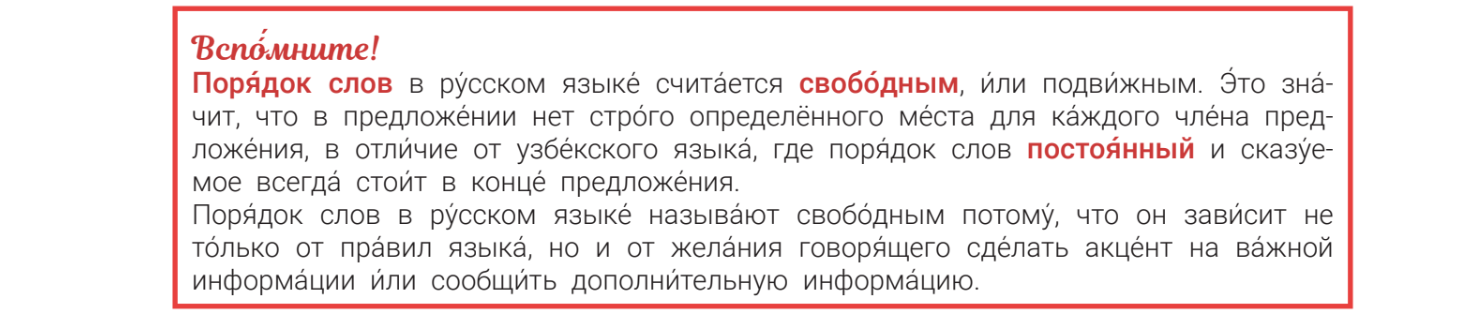 Вспо́мните!
Поря́док слов в ру́сском языке́ счита́ется свобо́дным, и́ли подви́жным. Э́то зна́-
чит, что в предложе́нии нет стро́го определённого ме́ста для ка́ждого чле́на пред-
ложе́ния, в отли́чие от узбе́кского языка́, где поря́док слов постоя́нный и сказу́е-
мое всегда́ стои́т в конце́ предложе́ния.
Поря́док слов в ру́сском языке́ называ́ют свобо́дным потому́, что он зави́сит не
то́лько от пра́вил языка́, но и от жела́ния говоря́щего сде́лать акце́нт на ва́жной
информа́ции и́ли сообщи́ть дополни́тельную информа́цию.